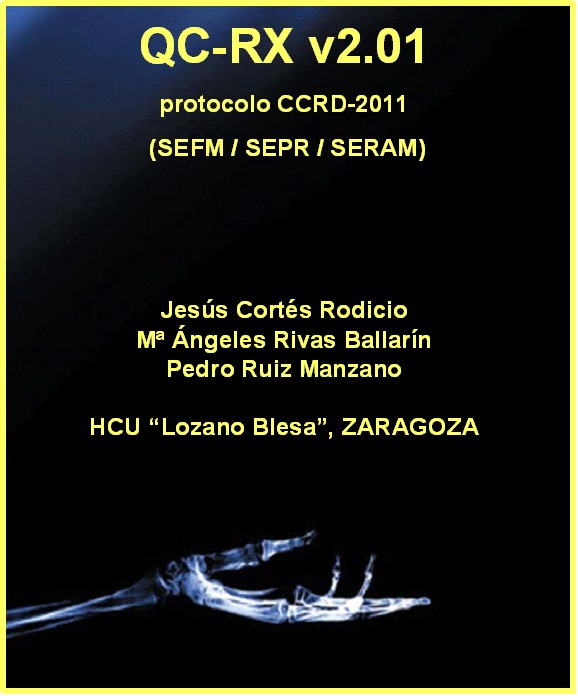 QC-RX v2.01
protocolo CCRD-2011
(SEFM / SEPR / SERAM)
Jesús Cortés Rodicio
Mª Ángeles Rivas Ballarín
Pedro Ruiz Manzano
HCU “Lozano Blesa”, ZARAGOZA